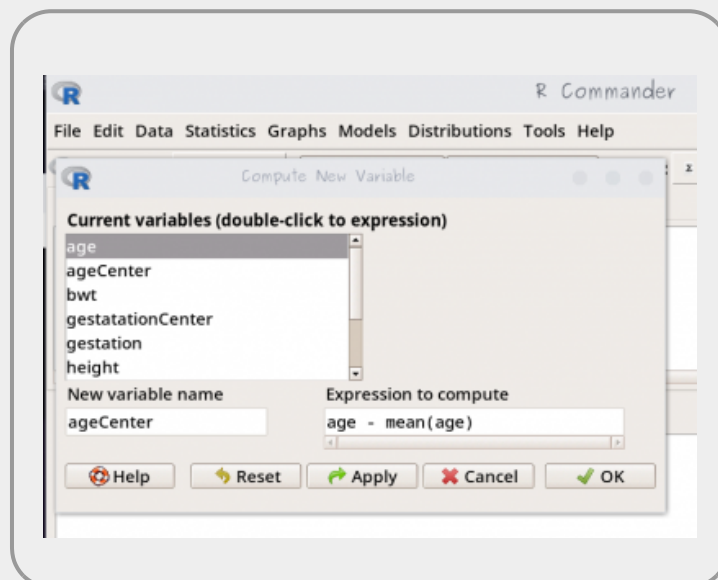 R
R Commander
File Edit Data Statistics Graphs Models Distributions Tools Help
R
Compute New Variable
Σ
Current variables (double-click to expression)
age
ageCenter
bwt
gestatationCenter
gestation
height
New variable name
Expression to compute
ageCenter
age - mean(age)
Help Reset Apply Cancel OK